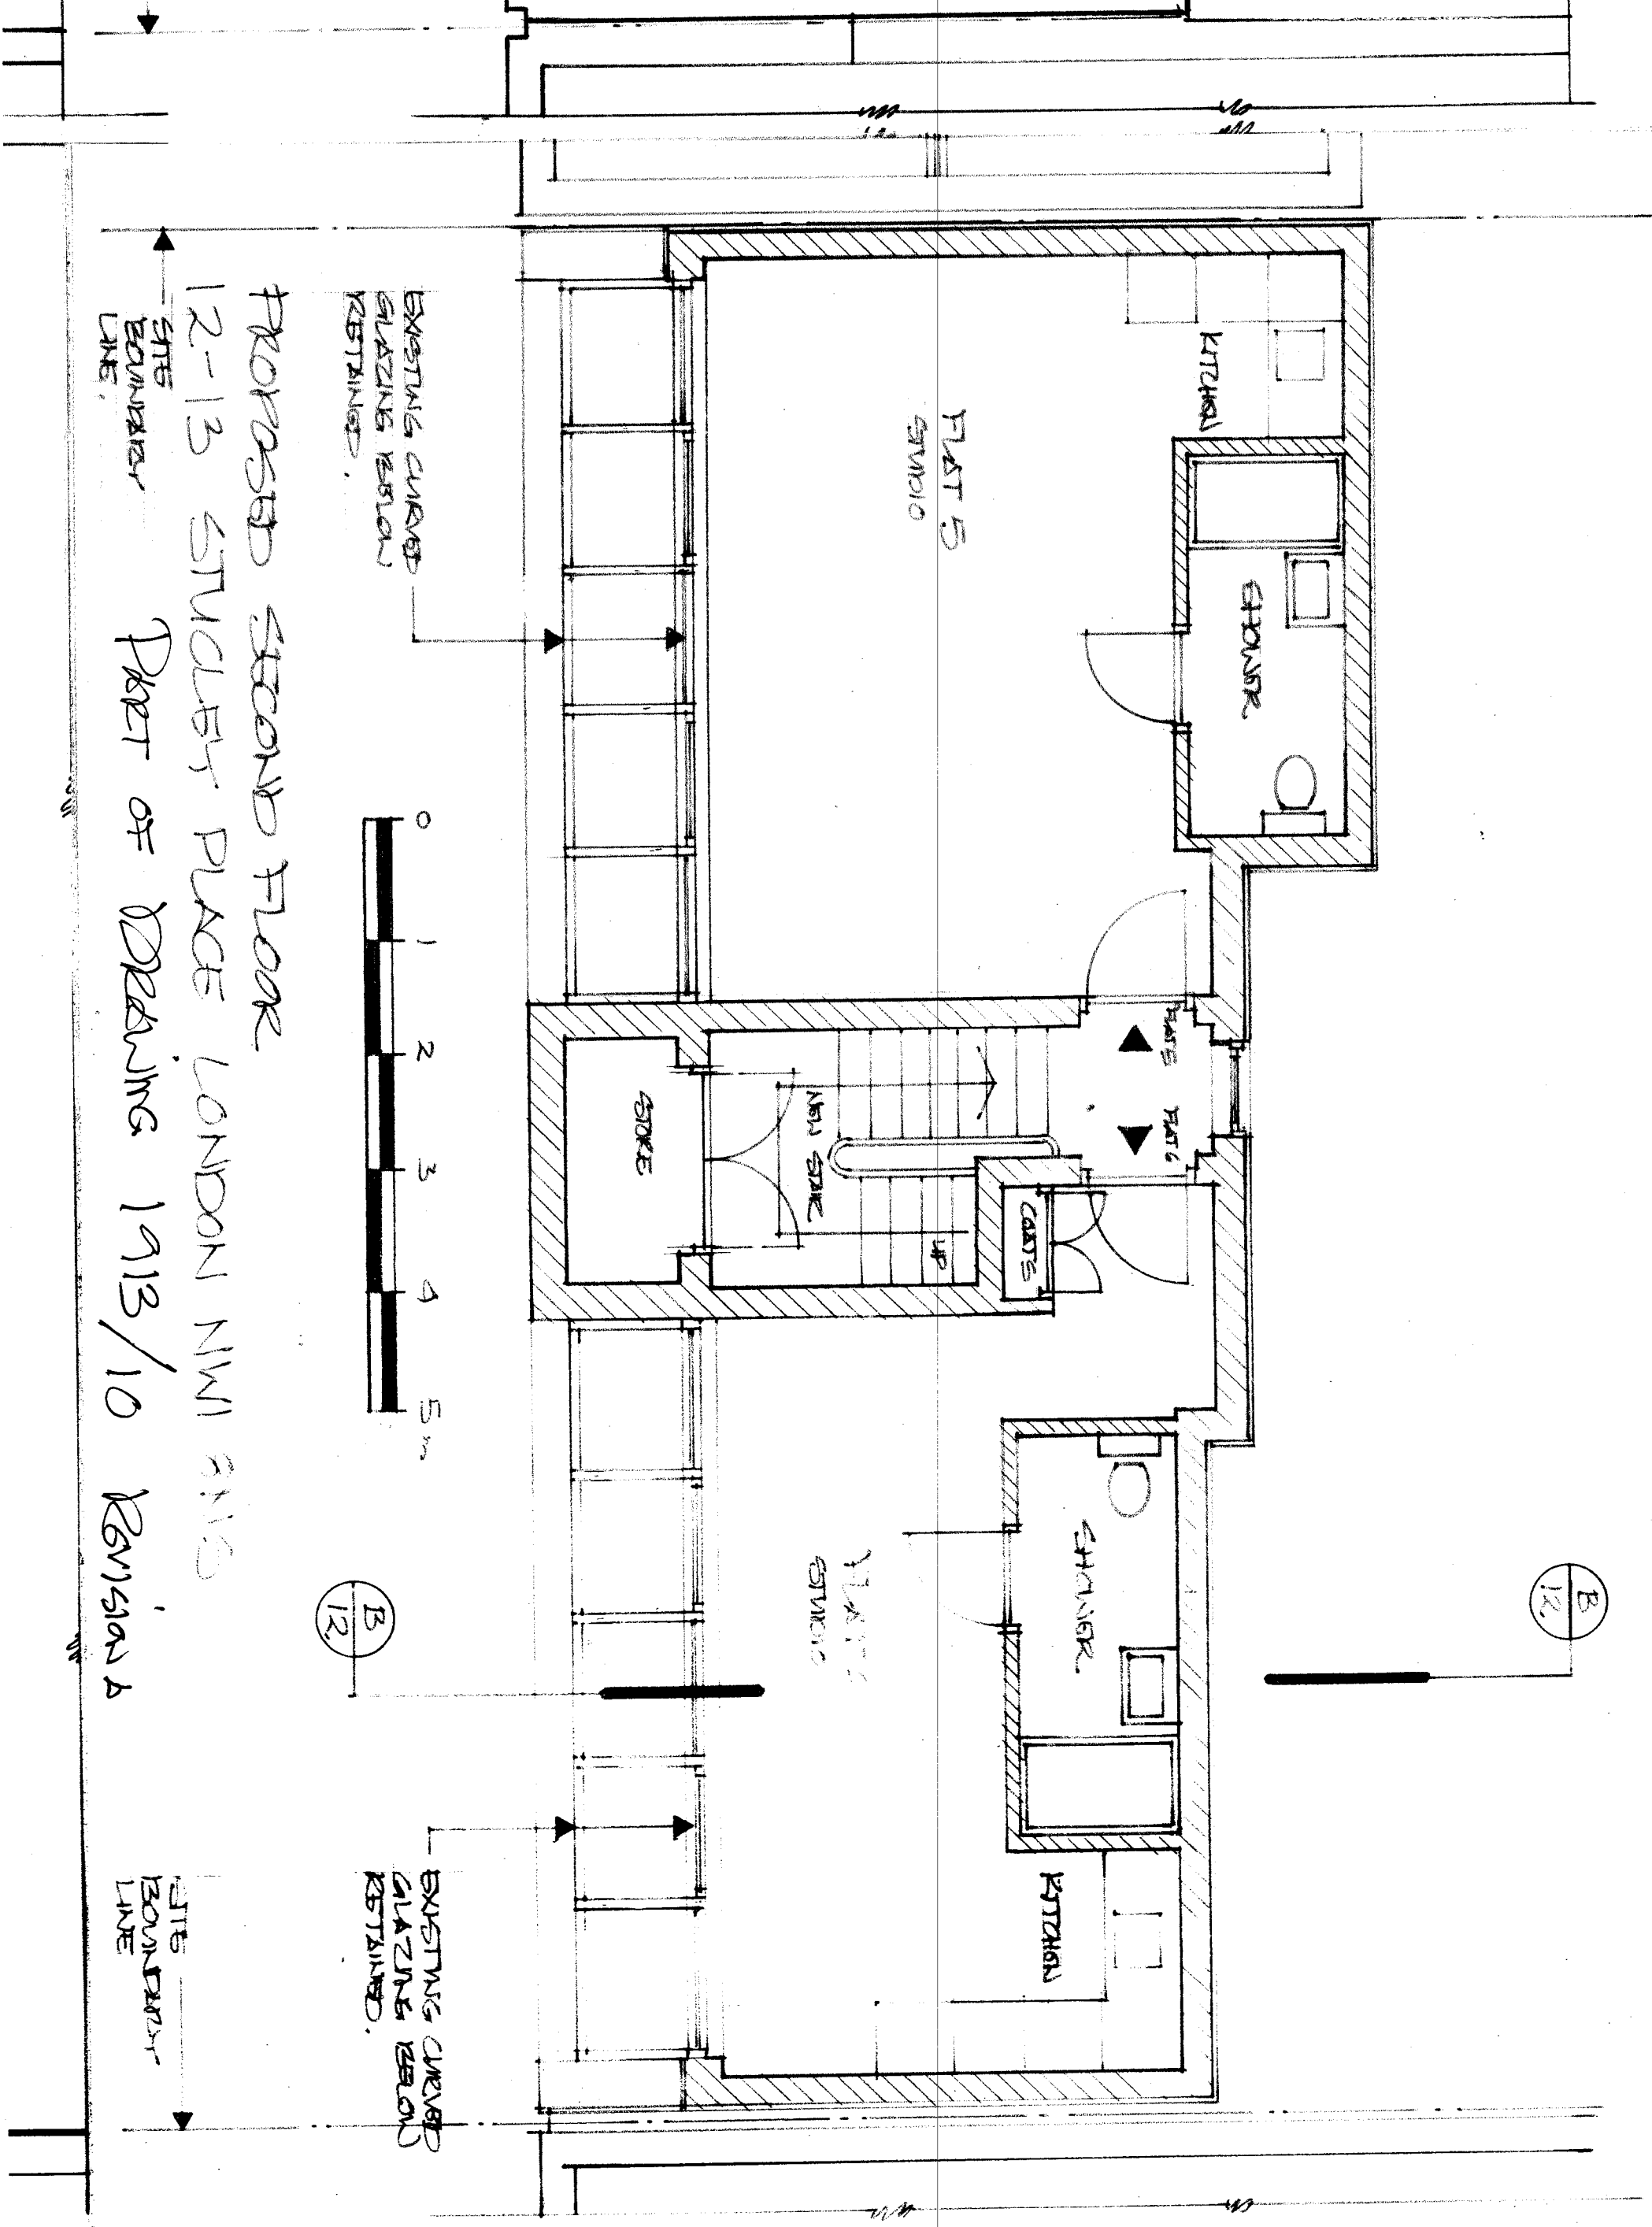 KITCHEN
SHOWER
FLAT 5
STUDIO
FLAT 5
FLAT 6
COATS
UP
NEW STAIR
STORE
SHOWER
KITCHEN
STUDIO
B
12
B
12
EXISTING CURVED
GLAZING BELOW
RETAINED.
EXISTING CURVED
GLAZING BELOW
RETAINED.
0 1 2 3 4 5m
PROPOSED SECOND FLOOR
12-13 STUCLEY PLACE LONDON NW1
SITE
BOUNDARY
LINE.
SITE
BOUNDARY
LINE
PART OF DRAWING 1913/10 REVISION A